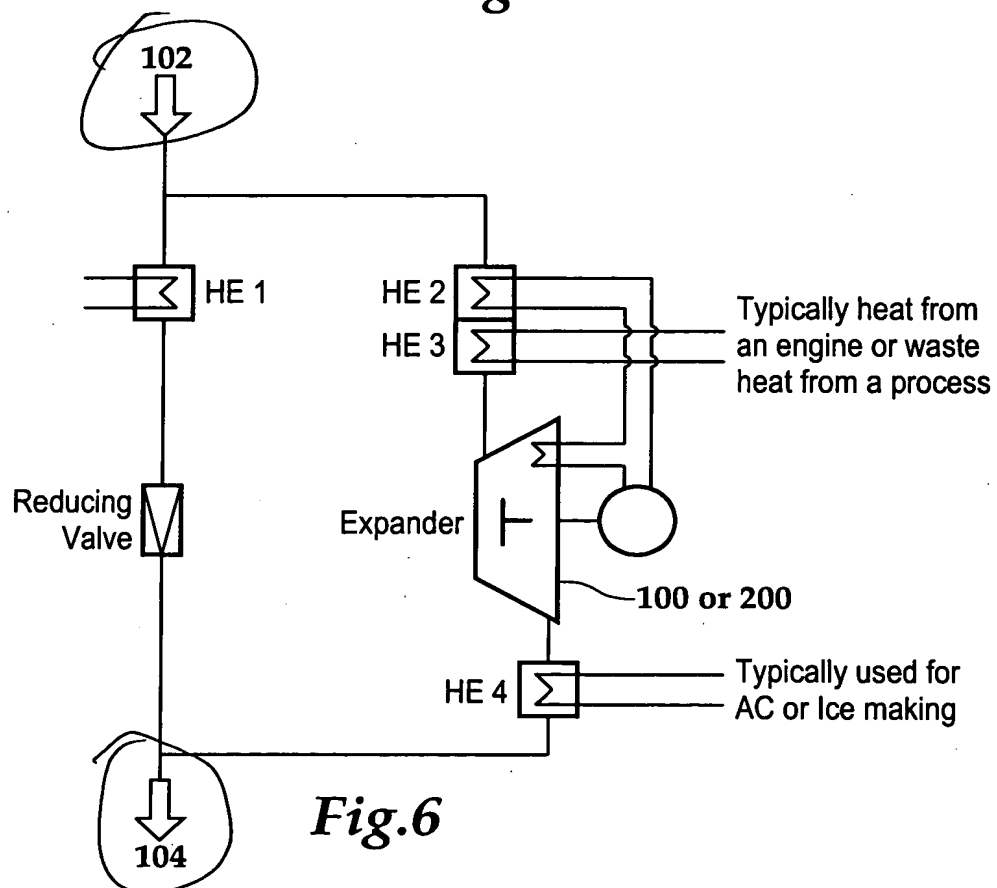 g
102
HE 1
HE 2
HE 3
Typically heat from
an engine or waste
heat from a process
Reducing
Valve
Expander
100 or 200
HE 4
Typically used for
AC or Ice making
Fig.6
104